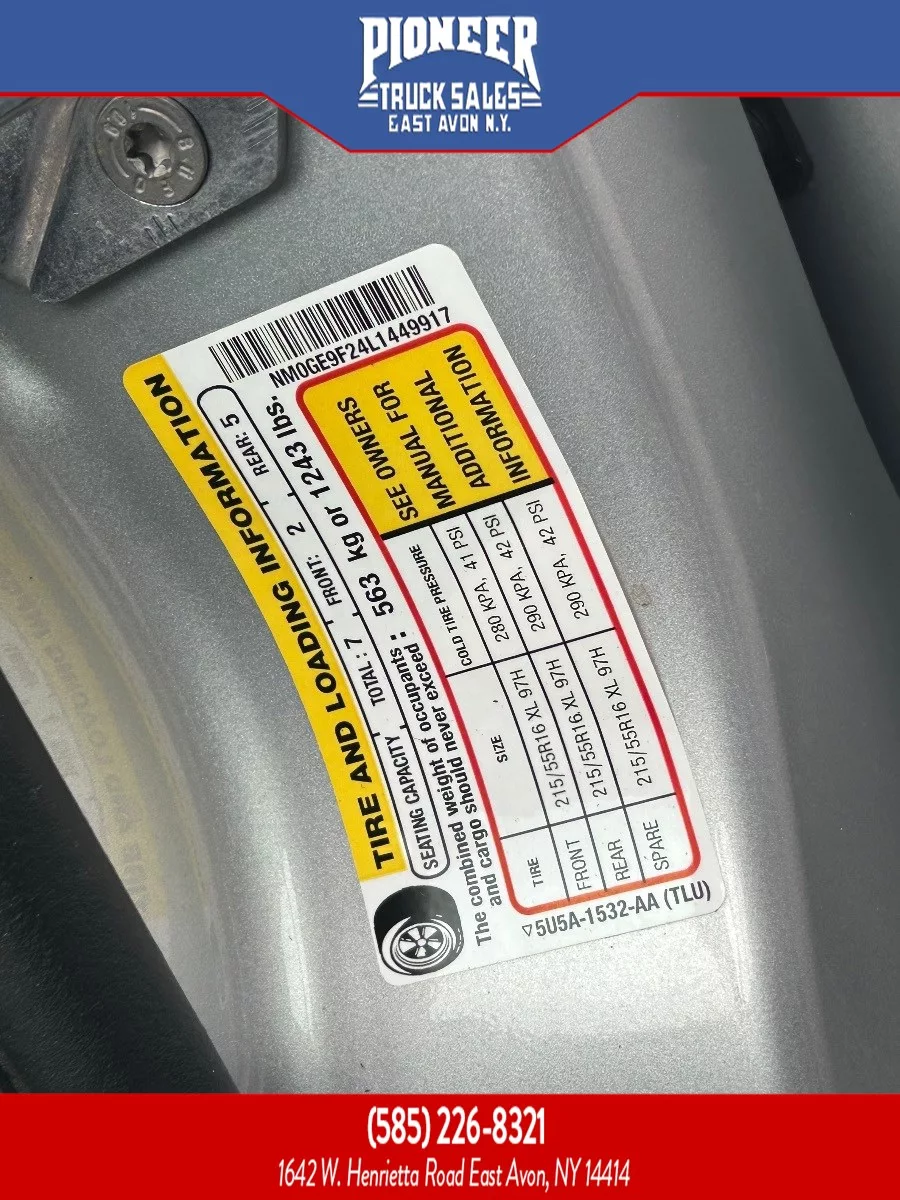 PIONEER
TRUCK SALES
EAST AVON N.Y.
NM0GE9F24L1449917
TIRE AND LOADING INFORMATION
SEATING CAPACITY TOTAL: 7 FRONT: 2 REAR: 5
The combined weight of occupants
and cargo should never exceed: 563 kg or 1243 lbs.
TIRE SIZE COLD TIRE PRESSURE
FRONT 215/55R16 XL 97H 280 KPA, 41 PSI
REAR 215/55R16 XL 97H 290 KPA, 42 PSI
SPARE 215/55R16 XL 97H 290 KPA, 42 PSI
SEE OWNERS
MANUAL FOR
ADDITIONAL
INFORMATION
▽5U5A-1532-AA (TLU)
(585) 226-8321
1642 W. Henrietta Road East Avon, NY 14414